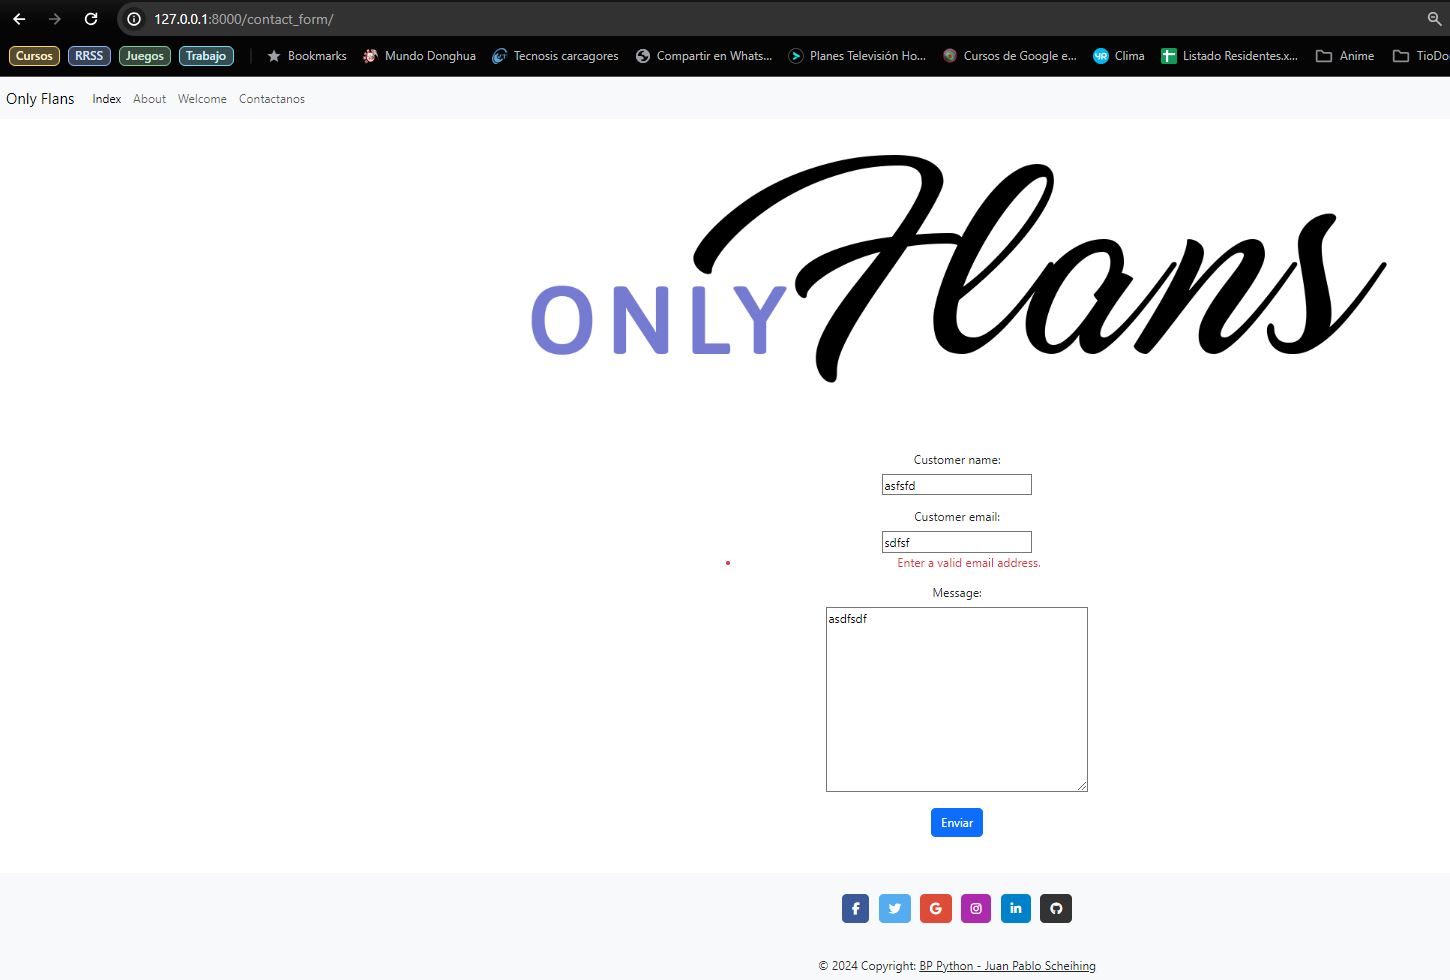 127.0.0.1:8000/contact_form/
Cursos RRSS Juegos Trabajo Bookmarks Mundo Donghua Tecnosis carcagores Compartir en Whats... Planes Televisión Ho... Cursos de Google e... Clima Listado Residentes.x... Anime TioDo
Only Flans Index About Welcome Contactanos
ONLY Flans
Customer name:
asfsfd
Customer email:
sdfsf
Enter a valid email address.
Message:
asdfsdf
Enviar
© 2024 Copyright: BP Python - Juan Pablo Scheihing